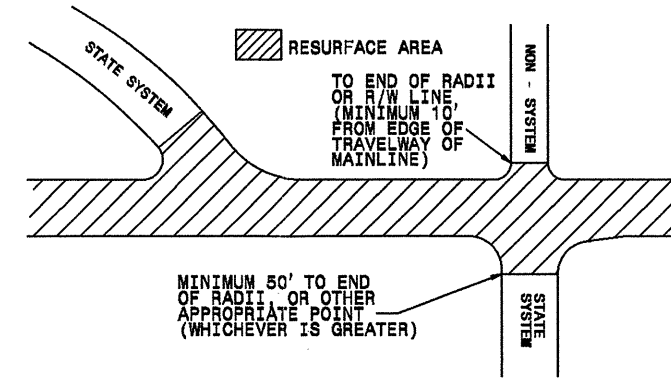 STATE SYSTEM
RESURFACE AREA
TO END OF RADII
OR R/W LINE
(MINIMUM 10'
FROM EDGE OF
TRAVELWAY OF
MAINLINE)
NON - SYSTEM
MINIMUM 50' TO END
OF RADII, OR OTHER
APPROPRIATE POINT
(WHICHEVER IS GREATER)
STATE
SYSTEM